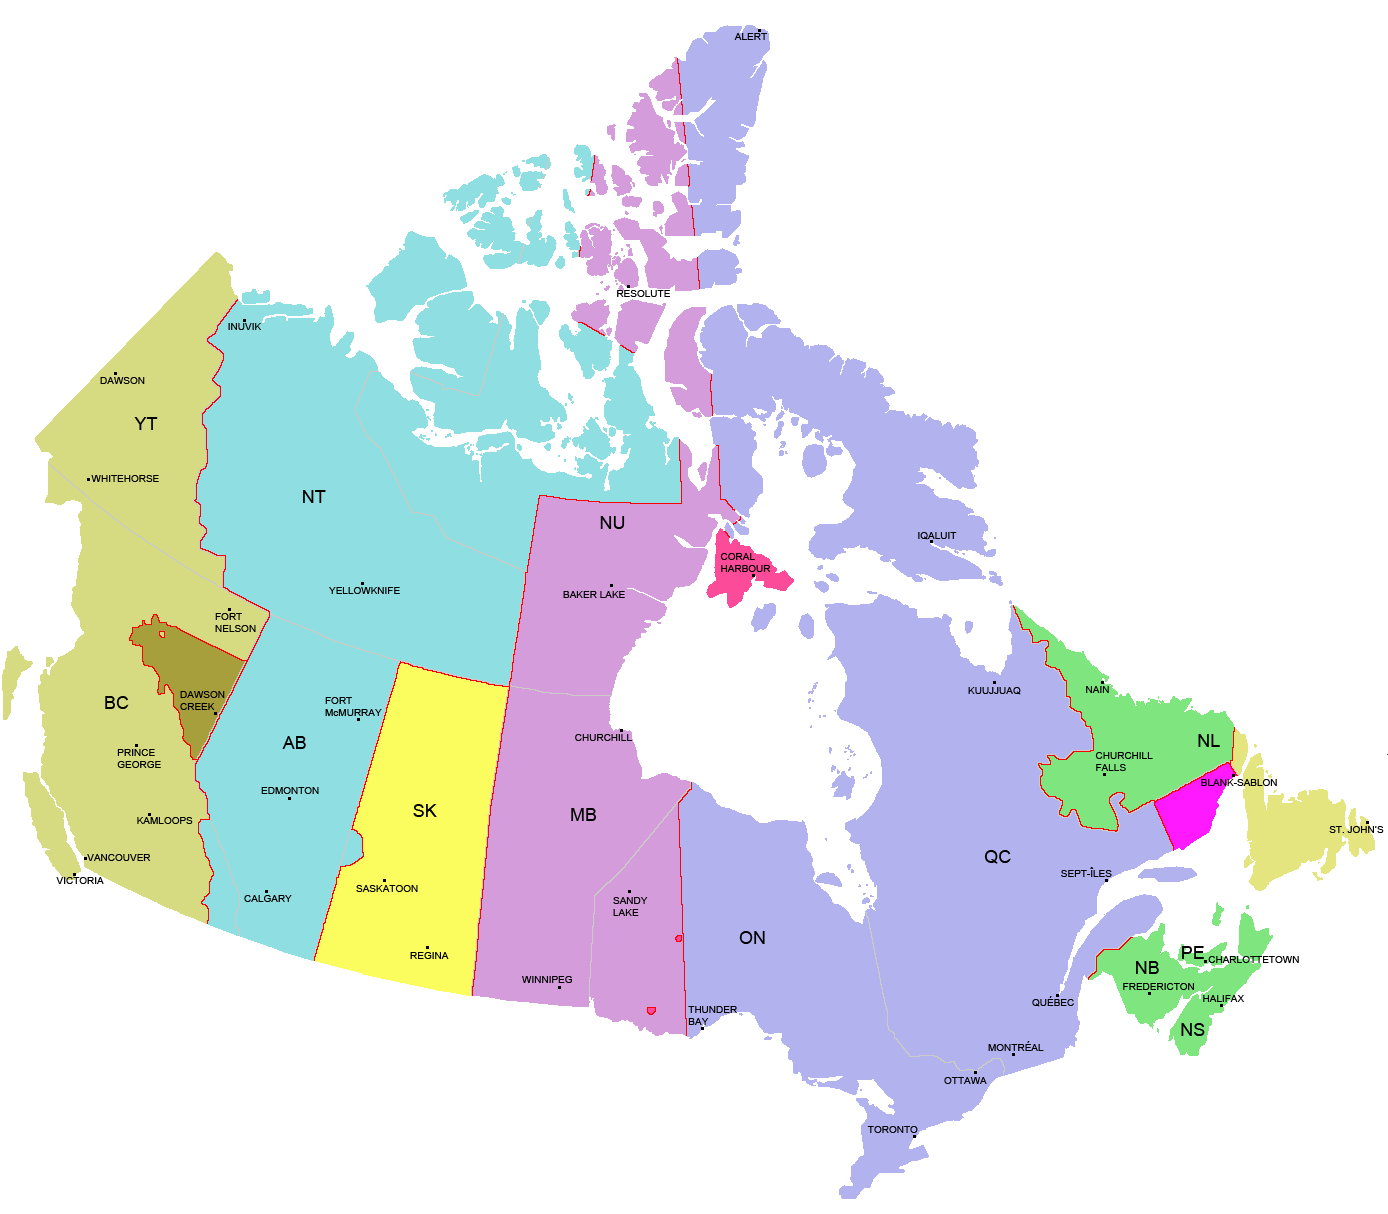 ALERT
RESOLUTE
INUVIK
DAWSON
YT
WHITEHORSE
NT
NU
IQALUIT
CORAL
HARBOUR
YELLOWKNIFE
BAKER LAKE
FORT
NELSON
KUUJJUAQ
NAIN
DAWSON
CREEK
BC
FORT
McMURRAY
CHURCHILL
AB
NL
PRINCE
GEORGE
CHURCHILL
FALLS
BLANK-SABLON
EDMONTON
SK
MB
KAMLOOPS
ST. JOHN'S
VANCOUVER
QC
VICTORIA
SEPT-ÎLES
SASKATOON
CALGARY
SANDY
LAKE
ON
REGINA
PE
CHARLOTTETOWN
NB
WINNIPEG
FREDERICTON
QUÉBEC
HALIFAX
THUNDER
BAY
NS
MONTRÉAL
OTTAWA
TORONTO